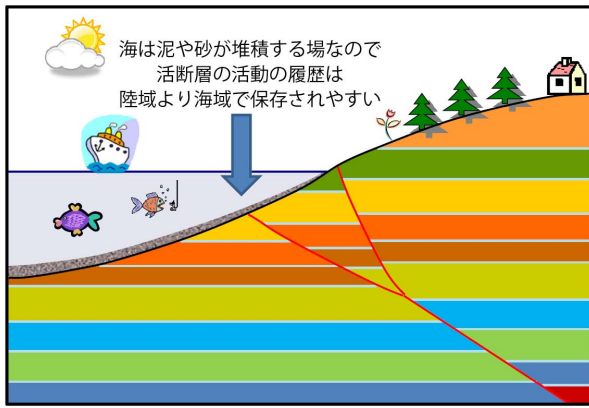 海は泥や砂が堆積する場なので
活断層の活動の履歴は
陸域より海域で保存されやすい